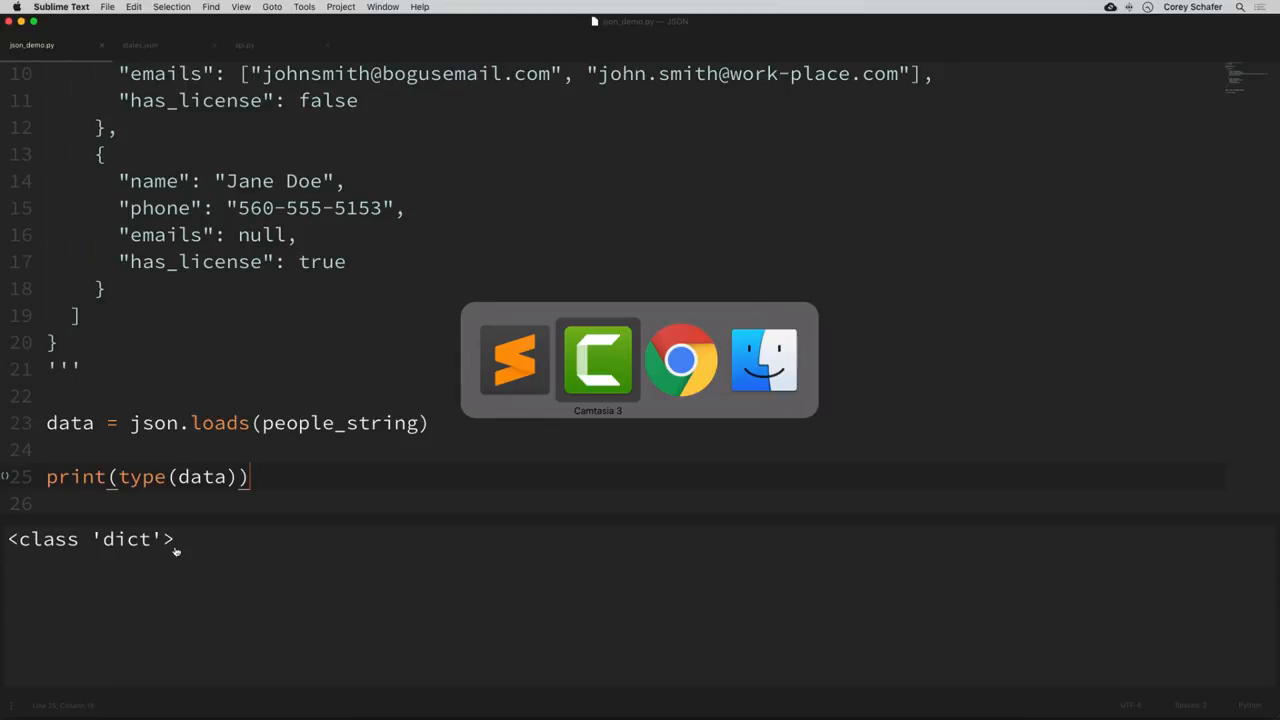 Sublime Text File Edit Selection Find View Goto Tools Project Window Help Corey Schafer
json_demo.py — JSON
json_demo.py states.json api.py
10 "emails": ["johnsmith@bogusemail.com", "john.smith@work-place.com"],
11 "has_license": false
12 },
13 {
14 "name": "Jane Doe",
15 "phone": "560-555-5153",
16 "emails": null,
17 "has_license": true
18 }
19 ]
20 }
21 '''
22
23 data = json.loads(people_string)
24
25 print(type(data))
26
Camtasia 3
<class 'dict'>
Line 25, Column 18 UTF-8 Spaces: 2 Python